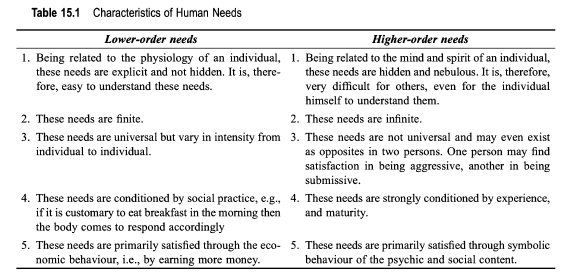 Table 15.1 Characteristics of Human Needs
Lower-order needs
Higher-order needs
1. Being related to the physiology of an individual,
these needs are explicit and not hidden. It is, there-
fore, easy to understand these needs.
1. Being related to the mind and spirit of an individual,
these needs are hidden and nebulous. It is, therefore,
very difficult for others, even for the individual
himself to understand them.
2. These needs are finite.
2. These needs are infinite.
3. These needs are universal but vary in intensity from
individual to individual.
3. These needs are not universal and may even exist
as opposites in two persons. One person may find
satisfaction in being aggressive, another in being
submissive.
4. These needs are conditioned by social practice, e.g.,
if it is customary to eat breakfast in the morning then
the body comes to respond accordingly
4. These needs are strongly conditioned by experience,
and maturity.
5. These needs are primarily satisfied through the eco-
nomic behaviour, i.e., by earning more money.
5. These needs are primarily satisfied through symbolic
behaviour of the psychic and social content.